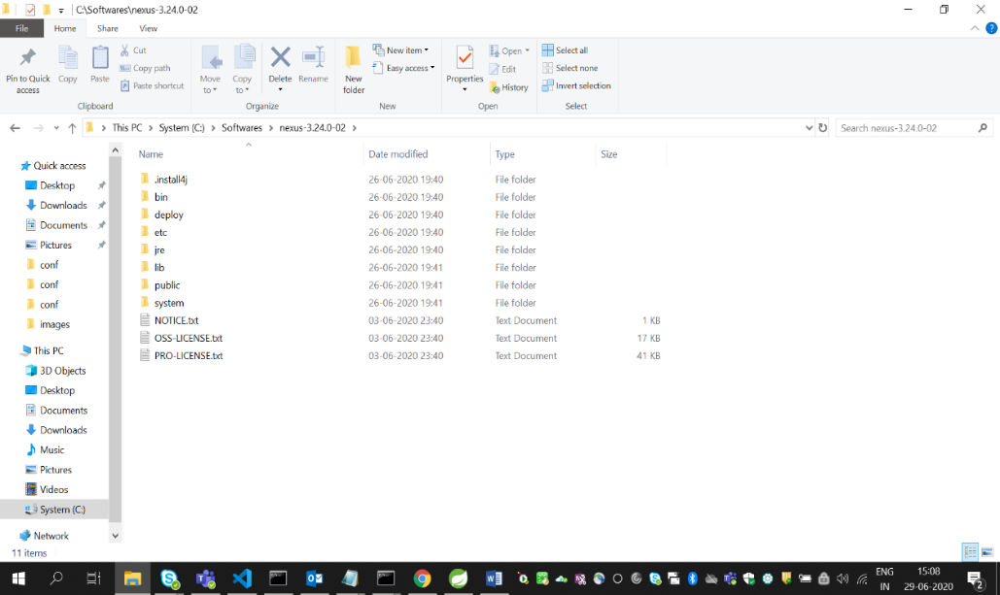 C:\Softwares\nexus-3.24.0-02
File Home Share View
Pin to Quick access
Copy
Paste
Cut
Copy path
Paste shortcut
Clipboard
Move to
Copy to
Delete
Rename
Organize
New folder
New item
Easy access
New
Properties
Open
Edit
History
Open
Select all
Select none
Invert selection
Select
This PC > System (C:) > Softwares > nexus-3.24.0-02 >
Search nexus-3.24.0-02
Quick access
Desktop
Downloads
Documents
Pictures
conf
conf
conf
images
This PC
3D Objects
Desktop
Documents
Downloads
Music
Pictures
Videos
System (C:)
Network
Name Date modified Type Size
.install4j 26-06-2020 19:40 File folder
bin 26-06-2020 19:40 File folder
deploy 26-06-2020 19:40 File folder
etc 26-06-2020 19:40 File folder
jre 26-06-2020 19:40 File folder
lib 26-06-2020 19:41 File folder
public 26-06-2020 19:41 File folder
system 26-06-2020 19:41 File folder
NOTICE.txt 03-06-2020 23:40 Text Document 1 KB
OSS-LICENSE.txt 03-06-2020 23:40 Text Document 17 KB
PRO-LICENSE.txt 03-06-2020 23:40 Text Document 41 KB
11 items
ENG
IN
15:08
29-06-2020
2